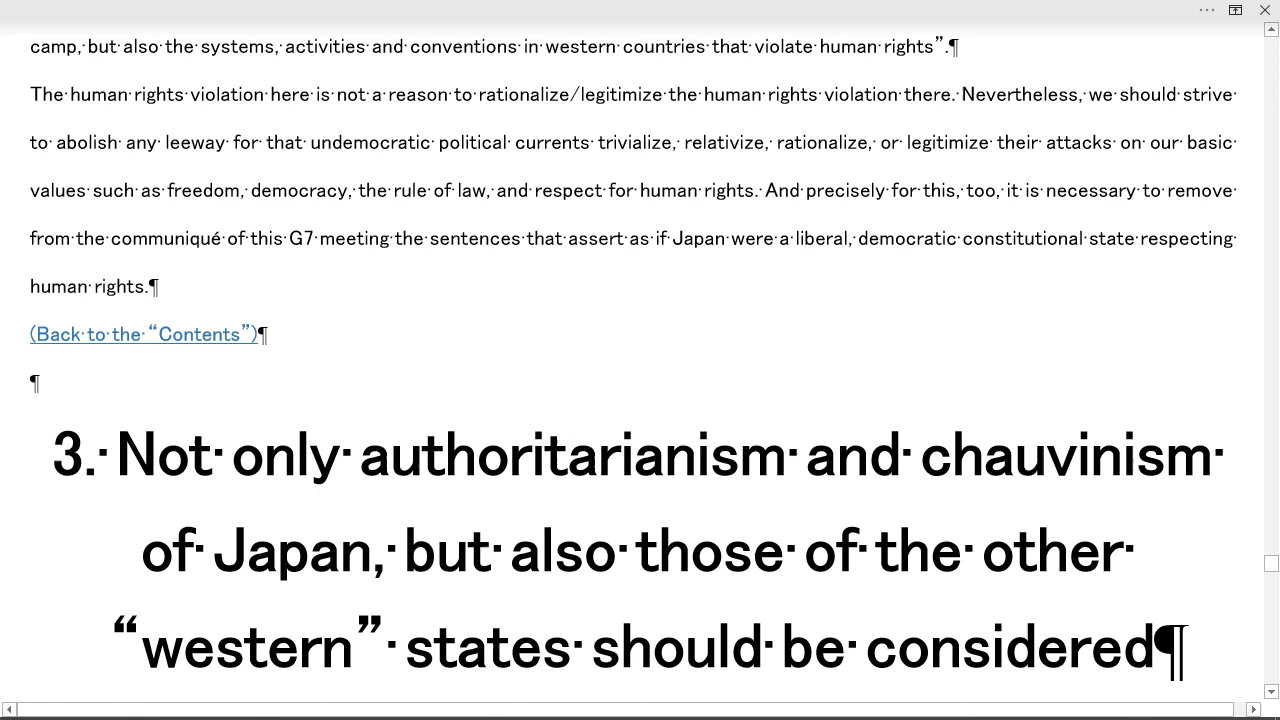 camp, but also the systems, activities and conventions in western countries that violate human rights”.¶
The human rights violation here is not a reason to rationalize/legitimize the human rights violation there. Nevertheless, we should strive
to abolish any leeway for that undemocratic political currents trivialize, relativize, rationalize, or legitimize their attacks on our basic
values such as freedom, democracy, the rule of law, and respect for human rights. And precisely for this, too, it is necessary to remove
from the communiqué of this G7 meeting the sentences that assert as if Japan were a liberal, democratic constitutional state respecting
human rights.¶
(Back to the “Contents”)¶
¶
3. Not only authoritarianism and chauvinism
of Japan, but also those of the other
“western” states should be considered¶